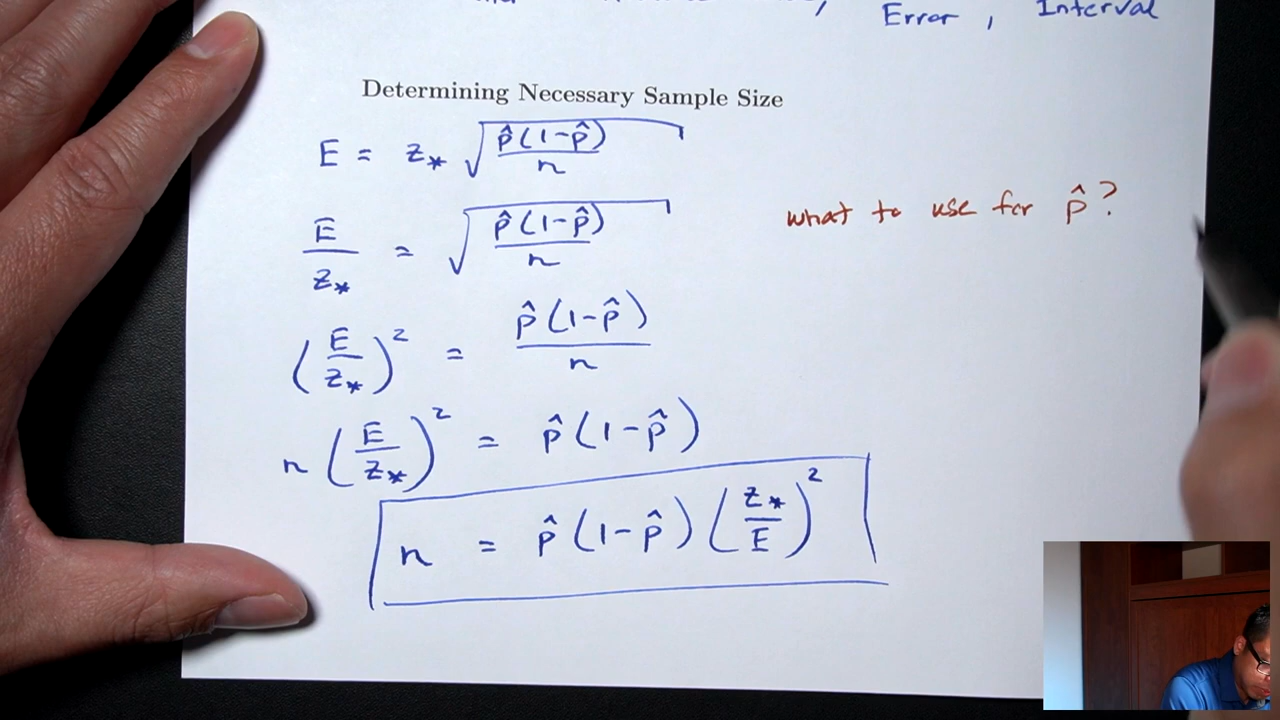 Error, Interval
Determining Necessary Sample Size
E = z* √(p̂(1-p̂)/n)
what to use for p̂?
E/z* = √(p̂(1-p̂)/n)
(E/z*)² = p̂(1-p̂)/n
n(E/z*)² = p̂(1-p̂)
n = p̂(1-p̂)(z*/E)²